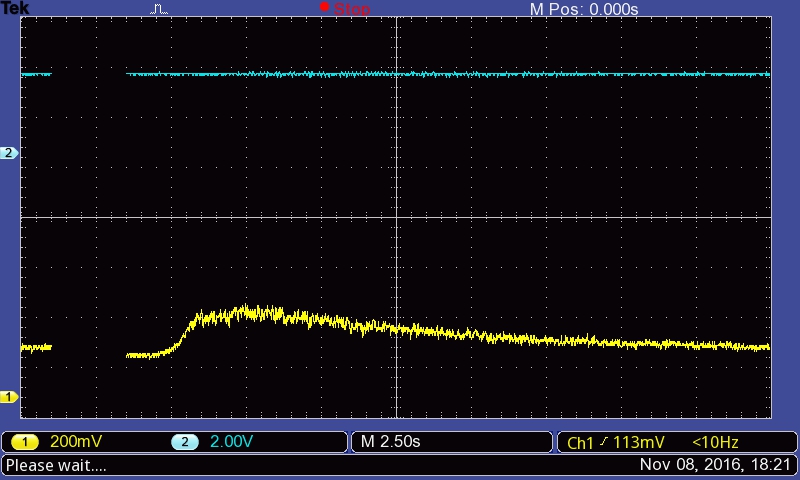 Tek Stop M Pos: 0.000s
2
1
1 200mV 2 2.00V M 2.50s Ch1 113mV <10Hz
Please wait.... Nov 08, 2016, 18:21